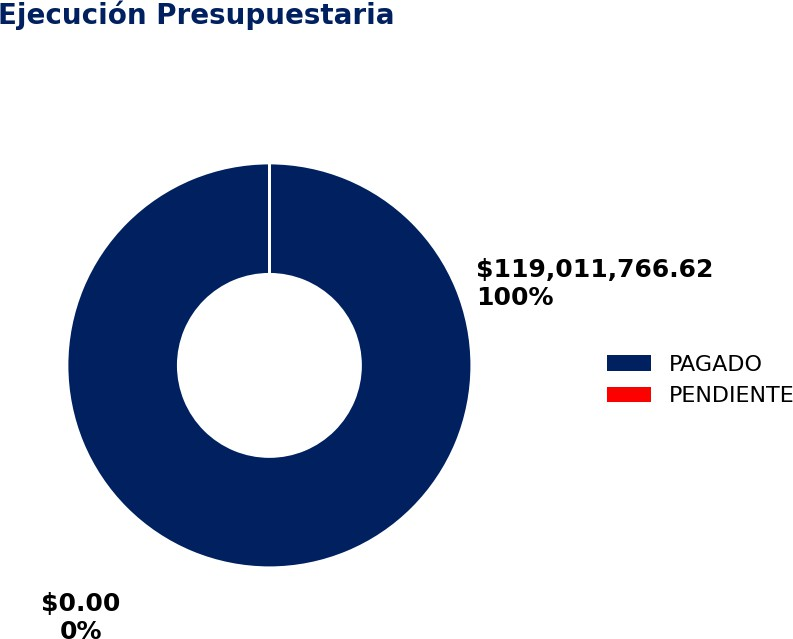 Ejecución Presupuestaria
$119,011,766.62
100%
PAGADO
PENDIENTE
$0.00
0%